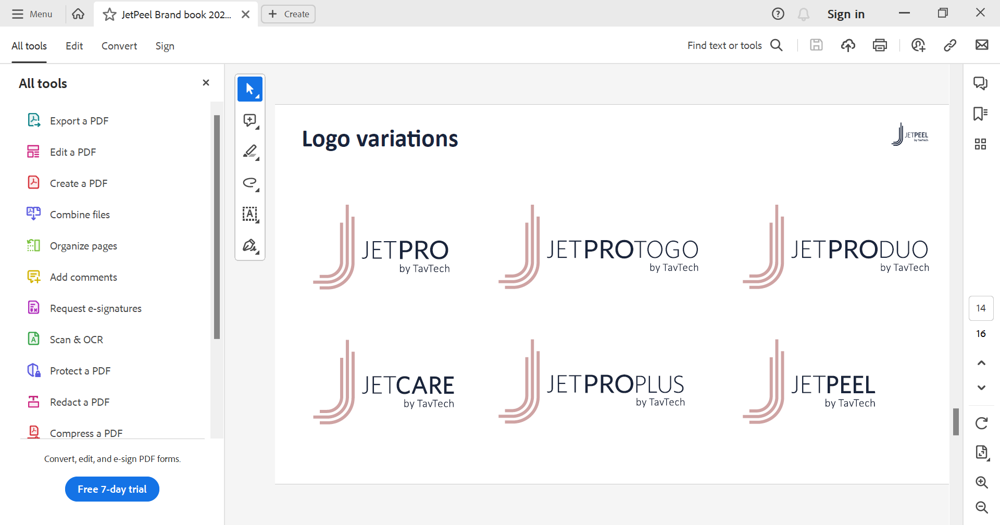 Menu
JetPeel Brand book 202...
Create
Sign in
All tools
Edit
Convert
Sign
Find text or tools
All tools
Export a PDF
Edit a PDF
Create a PDF
Combine files
Organize pages
Add comments
Request e-signatures
Scan & OCR
Protect a PDF
Redact a PDF
Compress a PDF
Convert, edit, and e-sign PDF forms.
Free 7-day trial
Logo variations
JETPEEL
by TavTech
JETPRO
by TavTech
JETPROTOGO
by TavTech
JETPRODUO
by TavTech
JETCARE
by TavTech
JETPROPLUS
by TavTech
JETPEEL
by TavTech
14
16